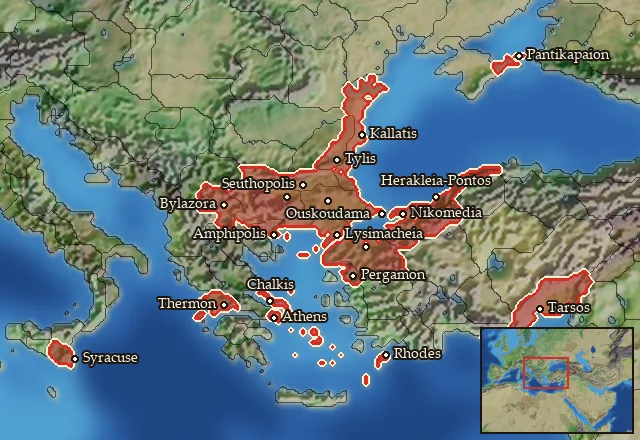 Pantikapaion
Kallatis
Tylis
Herakleia-Pontos
Seuthopolis
Bylazora
Ouskoudama
Nikomedia
Amphipolis
Lysimacheia
Pergamon
Chalkis
Thermon
Athens
Tarsos
Syracuse
Rhodes